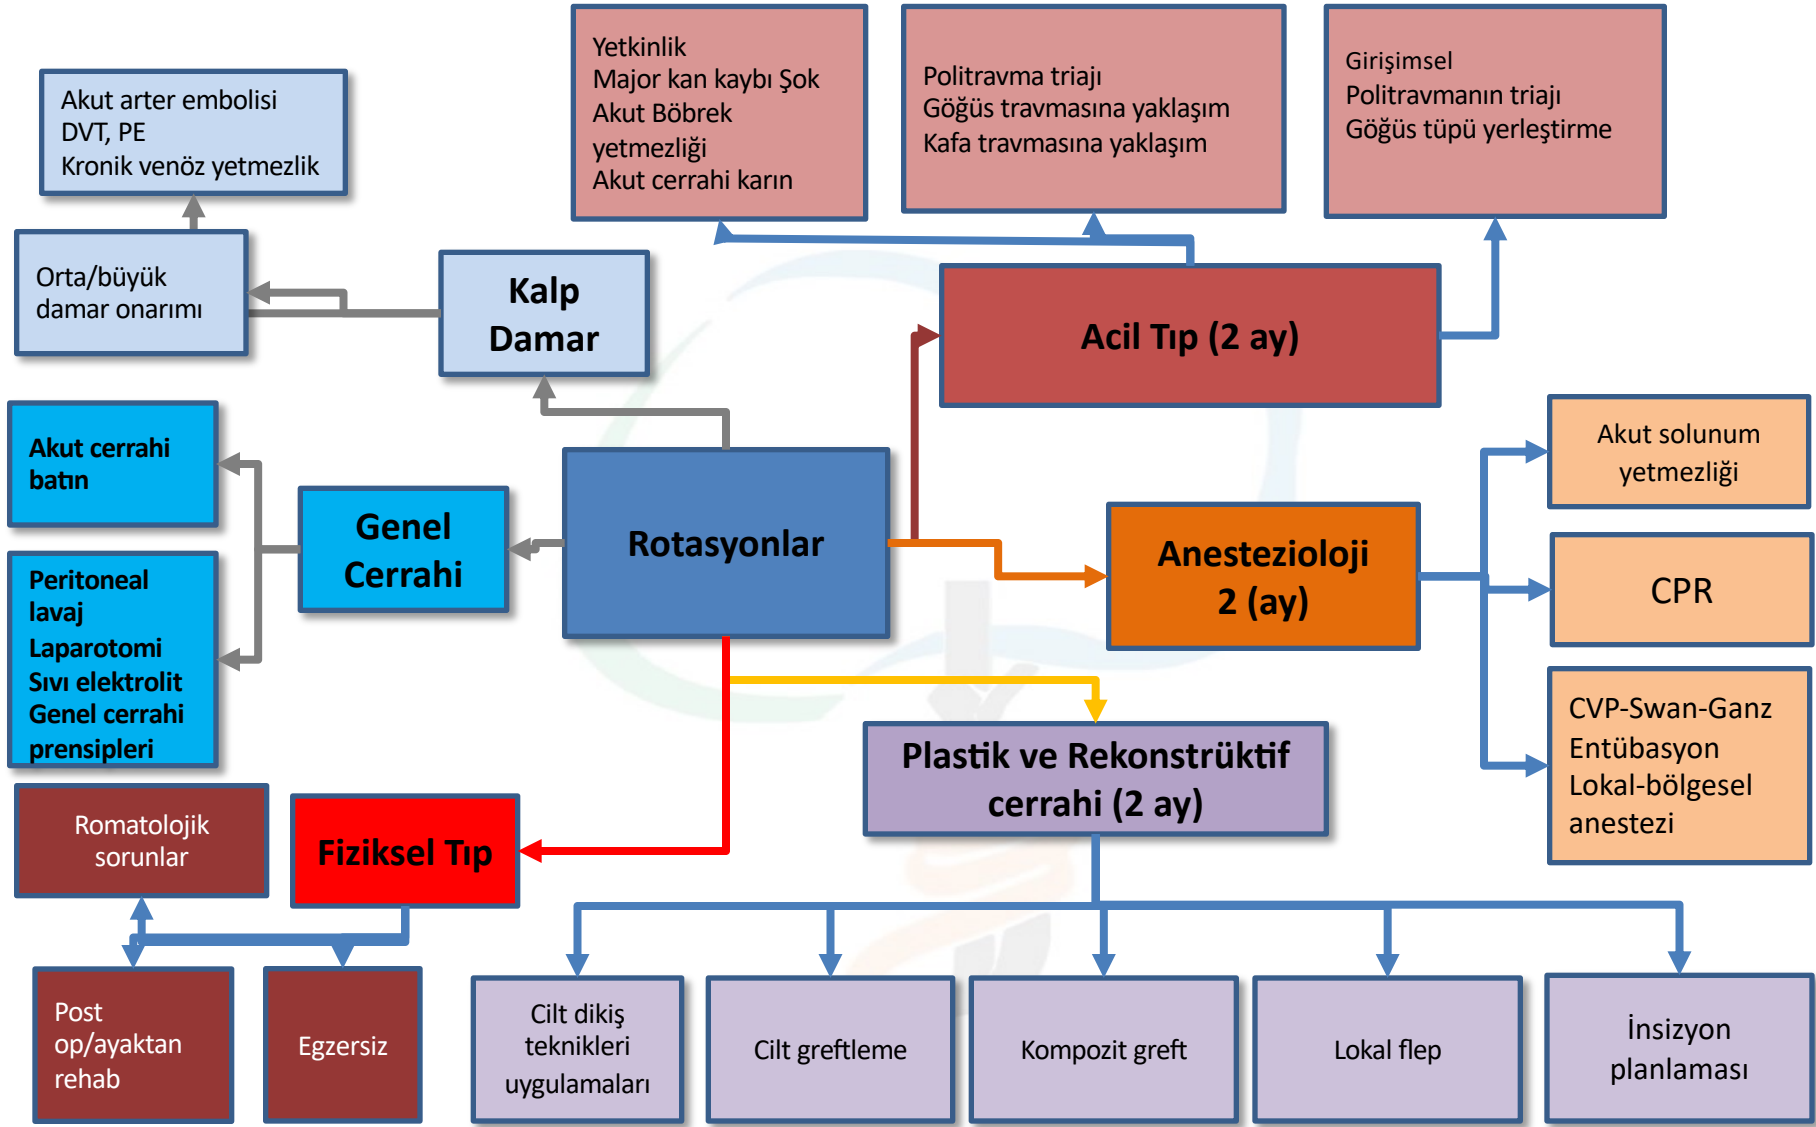 Yetkinlik
Major kan kaybı Şok
Akut Böbrek
yetmezliği
Akut cerrahi karın
Politravma triajı
Göğüs travmasına yaklaşım
Kafa travmasına yaklaşım
Girişimsel
Politravmanın triajı
Göğüs tüpü yerleştirme
Akut arter embolisi
DVT, PE
Kronik venöz yetmezlik
Orta/büyük
damar onarımı
Kalp
Damar
Acil Tıp (2 ay)
Akut cerrahi
batın
Genel
Cerrahi
Rotasyonlar
Anestezioloji
2 (ay)
Akut solunum
yetmezliği
CPR
Peritoneal
lavaj
Laparotomi
Sıvı elektrolit
Genel cerrahi
prensipleri
CVP-Swan-Ganz
Entübasyon
Lokal-bölgesel
anestezi
Plastik ve Rekonstrüktif
cerrahi (2 ay)
Romatolojik
sorunlar
Fiziksel Tıp
Post
op/ayaktan
rehab
Egzersiz
Cilt dikiş
teknikleri
uygulamaları
Cilt greftleme
Kompozit greft
Lokal flep
İnsizyon
planlaması